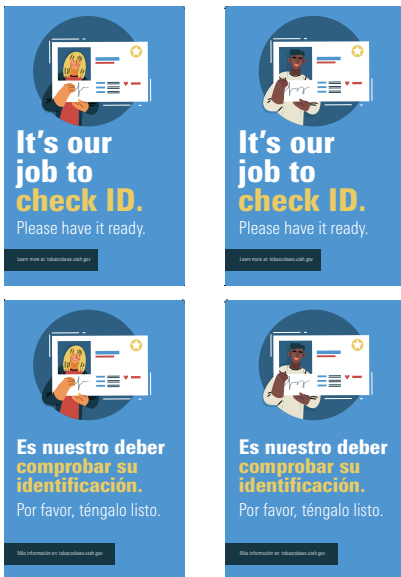 It's our
job to
check ID.
Please have it ready.
Learn more at: tobaccolaws.utah.gov
It's our
job to
check ID.
Please have it ready.
Learn more at: tobaccolaws.utah.gov
Es nuestro deber
comprobar su
identificación.
Por favor, téngalo listo.
Más información en: tobaccolaws.utah.gov
Es nuestro deber
comprobar su
identificación.
Por favor, téngalo listo.
Más información en: tobaccolaws.utah.gov